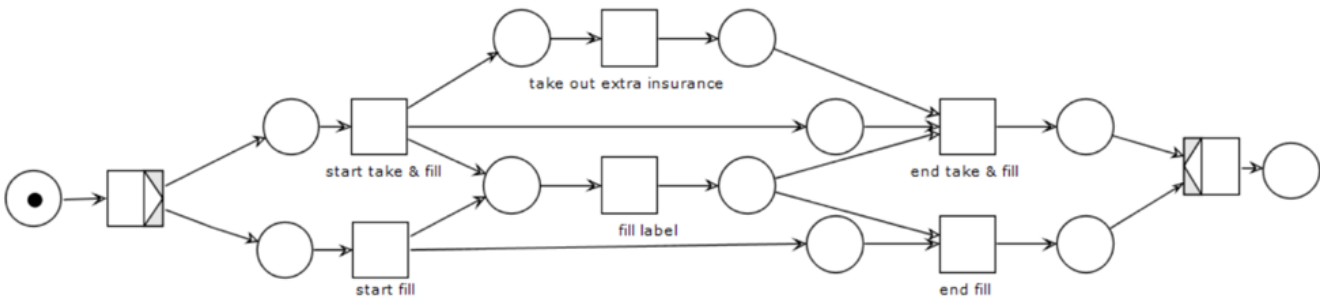 take out extra insurance
start take & fill
end take & fill
fill label
start fill
end fill